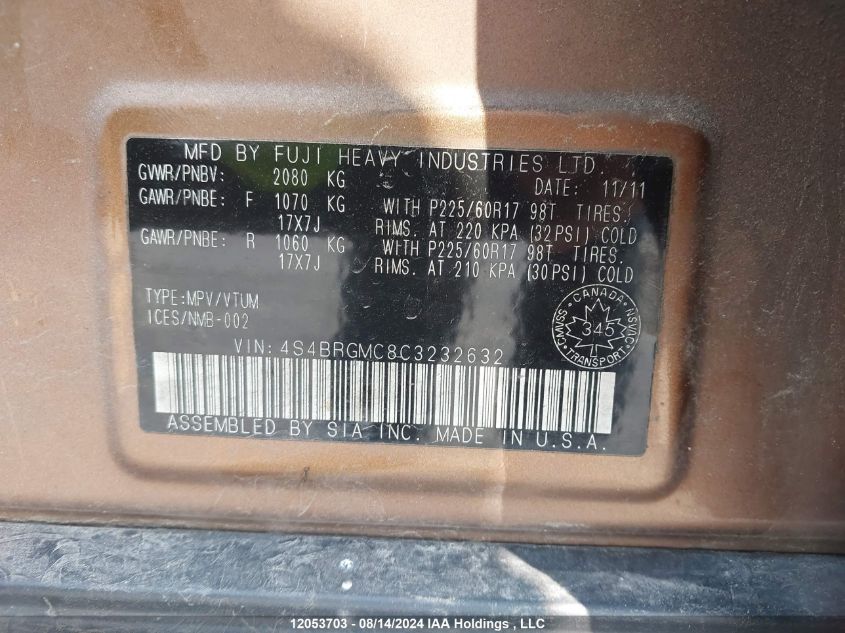 MFD BY FUJI HEAVY INDUSTRIES LTD.
GVWR/PNBV: 2080 KG DATE: 11/11
GAWR/PNBE: F 1070 KG WITH P225/60R17 98T TIRES.
17X7J RIMS. AT 220 KPA (32PSI) COLD
GAWR/PNBE: R 1060 KG WITH P225/60R17 98T TIRES.
17X7J RIMS. AT 210 KPA (30PSI) COLD
TYPE:MPV/VTUM
ICES/NMB-002
CANADA
CMVSS 345 NSVAC
TRANSPORT
VIN: 4S4BRGMC8C3232632
ASSEMBLED BY SIA INC. MADE IN U.S.A.
12053703 - 08/14/2024 IAA Holdings, LLC